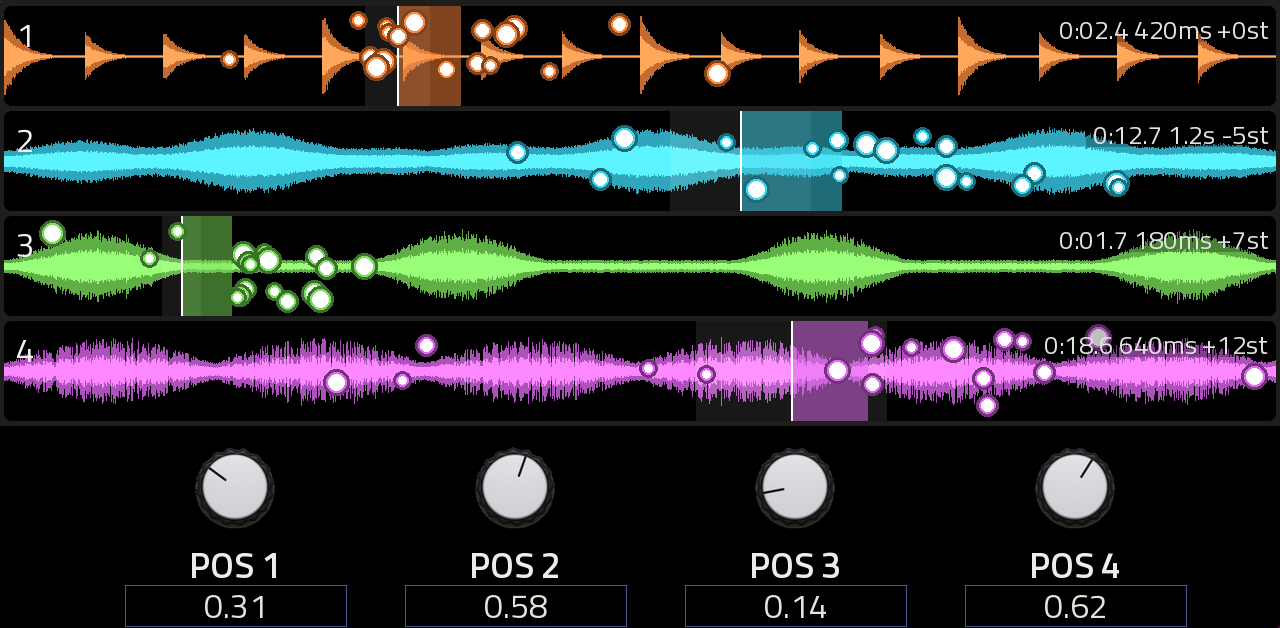 1 0:02.4 420ms +0st
2 0:12.7 1.2s -5st
3 0:01.7 180ms +7st
4 0:18.6 640ms +12st
POS 1 POS 2 POS 3 POS 4
0.31 0.58 0.14 0.62